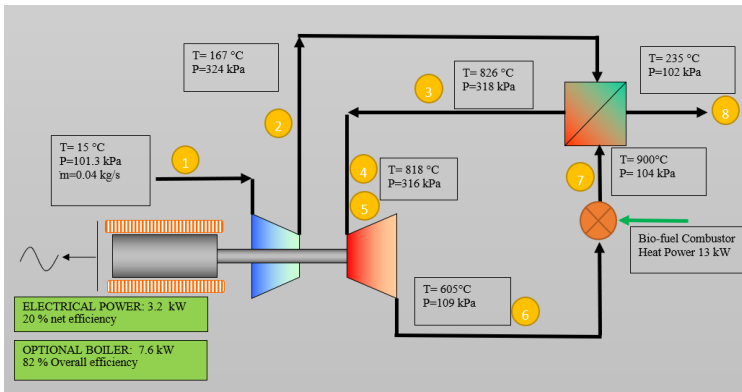 T= 167 °C
P=324 kPa
T= 826 °C
P=318 kPa
T= 235 °C
P=102 kPa
3
8
2
T= 15 °C
P=101.3 kPa
m=0.04 kg/s
1
4
T= 818 °C
P=316 kPa
5
7
T= 900°C
P= 104 kPa
Bio-fuel Combustor
Heat Power 13 kW
T= 605°C
P=109 kPa
6
ELECTRICAL POWER: 3.2 kW
20 % net efficiency
OPTIONAL BOILER: 7.6 kW
82 % Overall efficiency